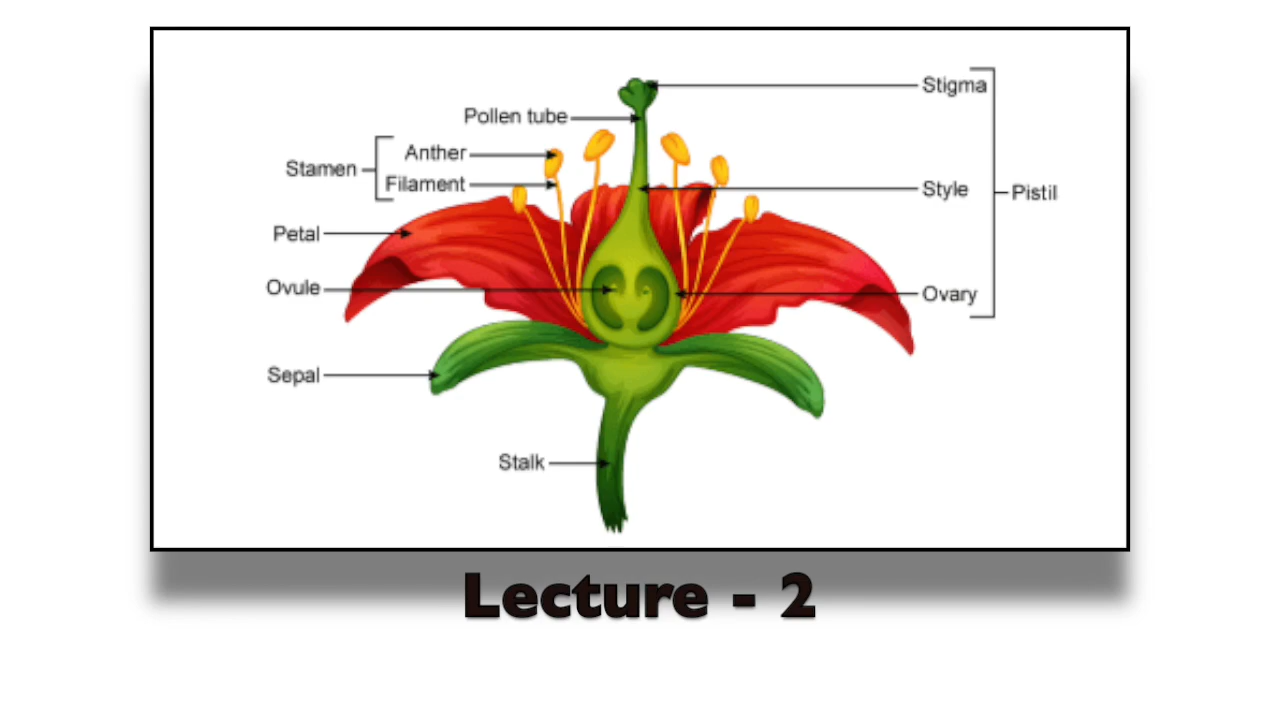 Stigma
Pollen tube
Anther
Stamen
Filament
Style
Pistil
Petal
Ovule
Ovary
Sepal
Stalk
Lecture - 2